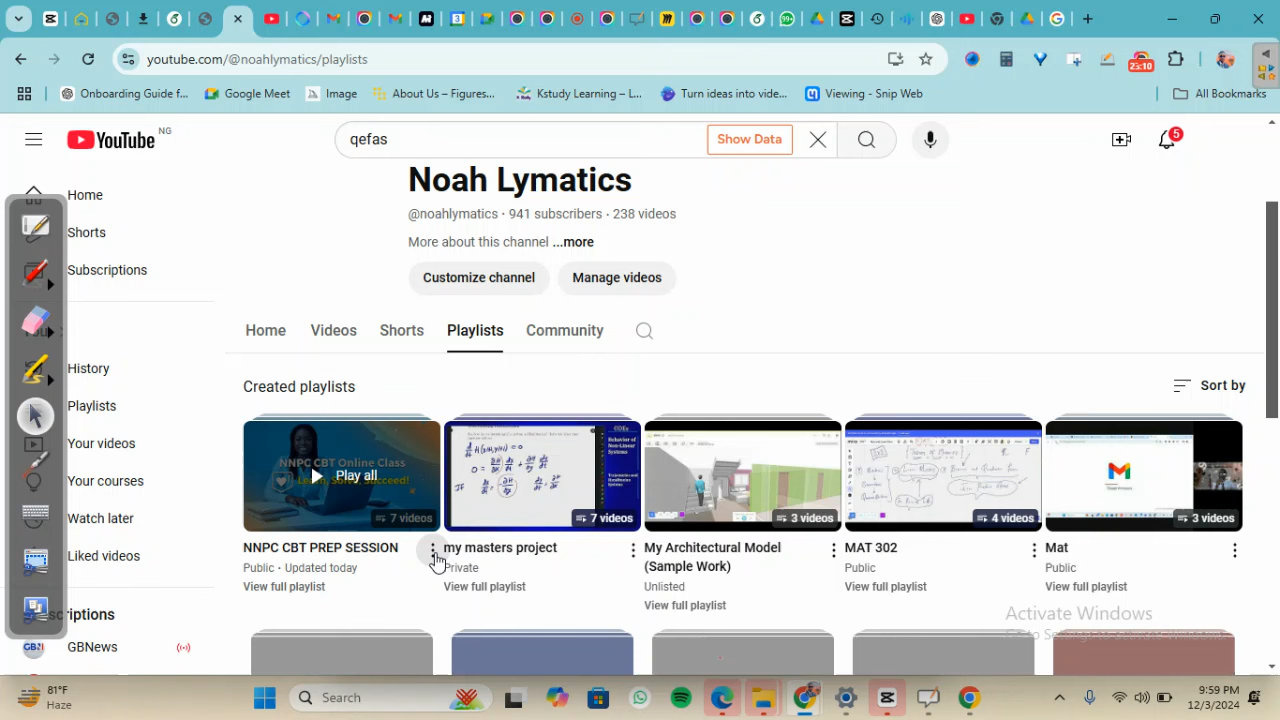 youtube.com/@noahlymatics/playlists
23:10
Onboarding Guide f...
Google Meet
Image
About Us – Figures...
Kstudy Learning – L...
Turn ideas into vide...
Viewing - Snip Web
All Bookmarks
YouTube NG
qefas
Show Data
5
Home
Shorts
Subscriptions
Noah Lymatics
@noahlymatics · 941 subscribers · 238 videos
More about this channel ...more
Customize channel
Manage videos
Home
Videos
Shorts
Playlists
Community
History
Playlists
Your videos
Your courses
Watch later
Liked videos
Created playlists
Sort by
NNPC CBT Online Class
Play all
7 videos
7 videos
3 videos
4 videos
3 videos
NNPC CBT PREP SESSION
Public • Updated today
View full playlist
my masters project
Private
View full playlist
My Architectural Model
(Sample Work)
Unlisted
View full playlist
MAT 302
Public
View full playlist
Mat
Public
View full playlist
Activate Windows
GBNews
81°F
Haze
Search
9:59 PM
12/3/2024